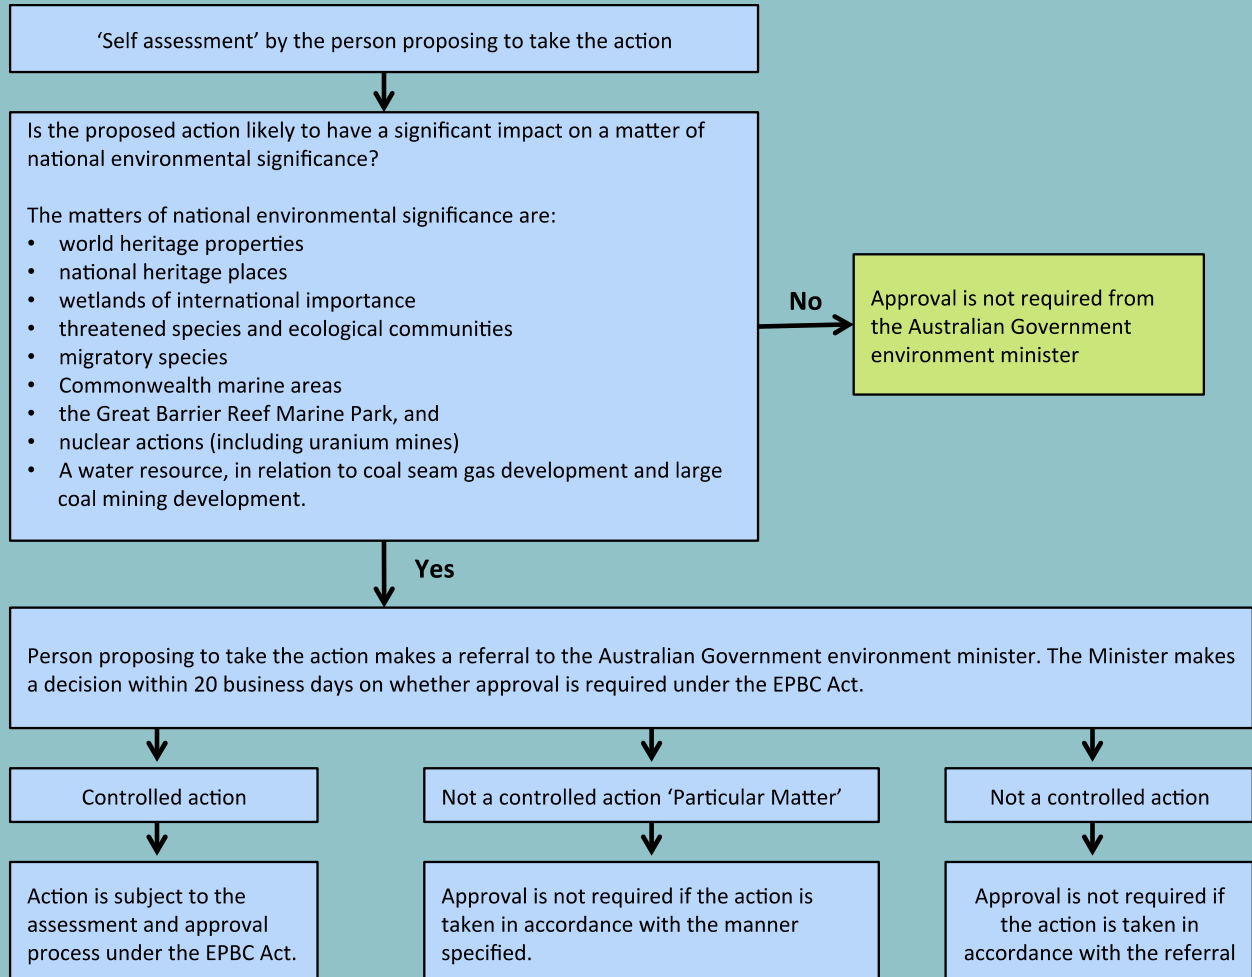 ‘Self assessment’ by the person proposing to take the action
Is the proposed action likely to have a significant impact on a matter of
national environmental significance?
The matters of national environmental significance are:
• world heritage properties
• national heritage places
• wetlands of international importance
• threatened species and ecological communities
• migratory species
• Commonwealth marine areas
• the Great Barrier Reef Marine Park, and
• nuclear actions (including uranium mines)
• A water resource, in relation to coal seam gas development and large
coal mining development.
No
Approval is not required from
the Australian Government
environment minister
Yes
Person proposing to take the action makes a referral to the Australian Government environment minister. The Minister makes
a decision within 20 business days on whether approval is required under the EPBC Act.
Controlled action
Not a controlled action ‘Particular Matter’
Not a controlled action
Action is subject to the
assessment and approval
process under the EPBC Act.
Approval is not required if the action is
taken in accordance with the manner
specified.
Approval is not required if
the action is taken in
accordance with the referral